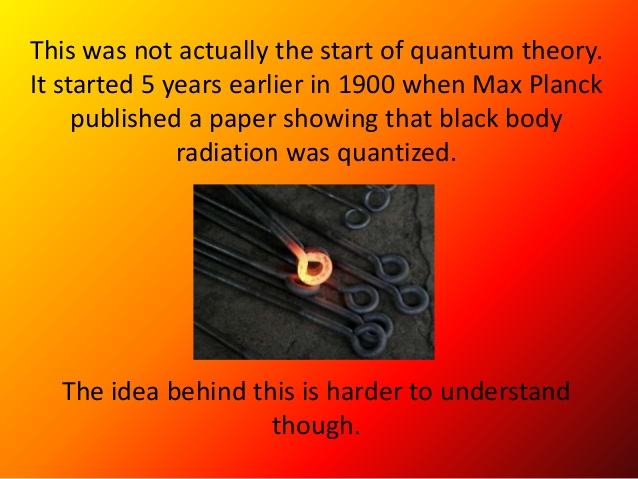 This was not actually the start of quantum theory.
It started 5 years earlier in 1900 when Max Planck
published a paper showing that black body
radiation was quantized.
The idea behind this is harder to understand
though.